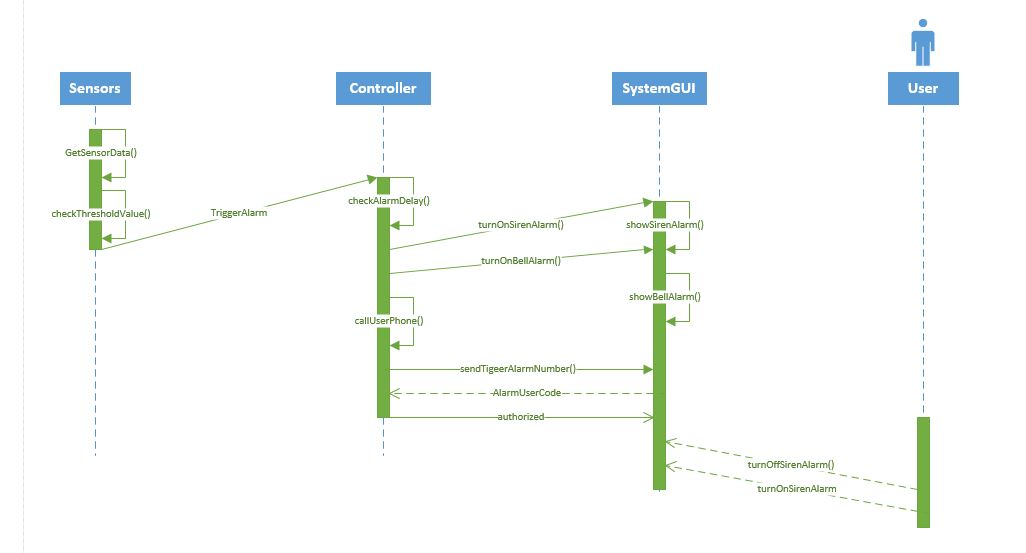 Sensors
Controller
SystemGUI
User
GetSensorData()
checkThresholdValue()
TriggerAlarm
checkAlarmDelay()
turnOnSirenAlarm()
showSirenAlarm()
turnOnBellAlarm()
showBellAlarm()
callUserPhone()
sendTigeerAlarmNumber()
AlarmUserCode
authorized
turnOffSirenAlarm()
turnOnSirenAlarm